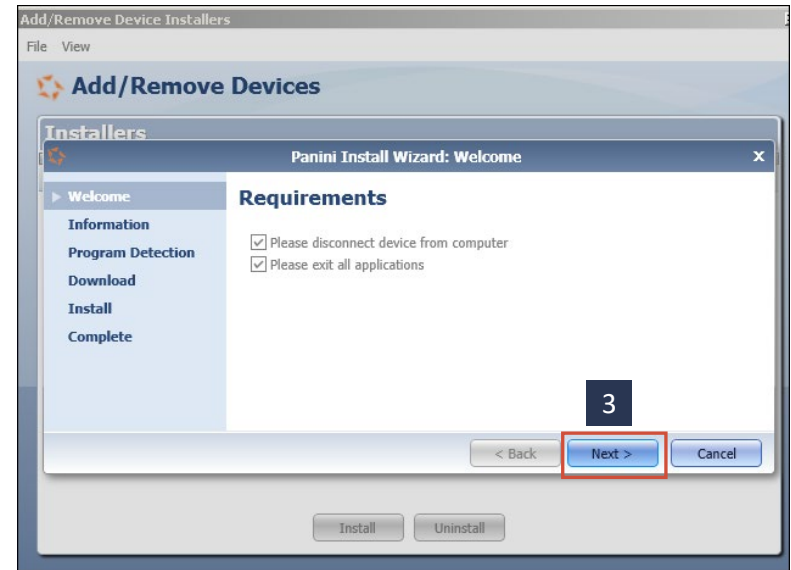 Add/Remove Device Installers
File View
Add/Remove Devices
Installers
Panini Install Wizard: Welcome x
Welcome
Information
Program Detection
Download
Install
Complete
Requirements
Please disconnect device from computer
Please exit all applications
3
< Back Next > Cancel
Install Uninstall